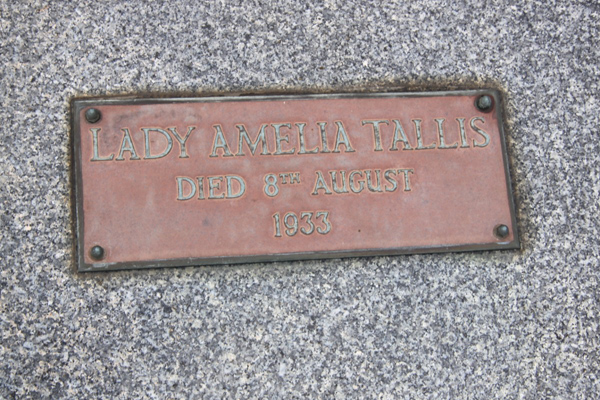 LADY AMELIA TALLIS
DIED 8TH AUGUST
1933